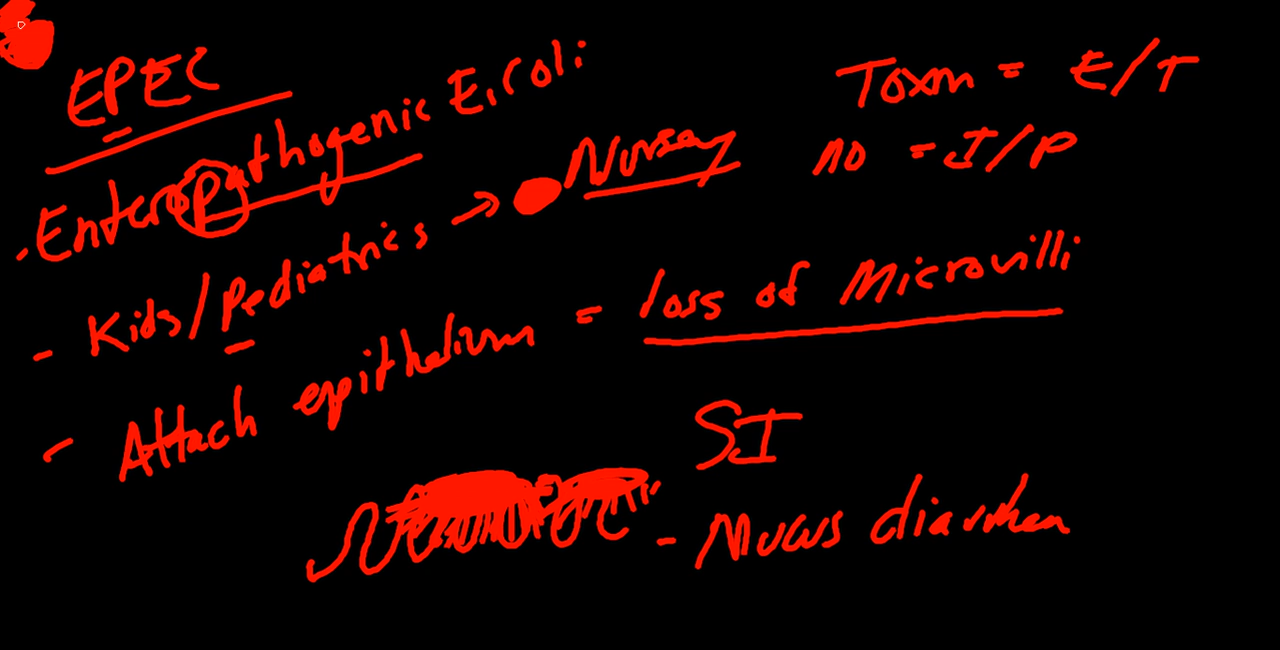 EPEC
Enteropathogenic E. coli
- Kids/Pediatrics → Nursery
- Attach epithelium = loss of Microvilli
Toxin = E/T
no = I/P
SI
- Mucus diarrhea